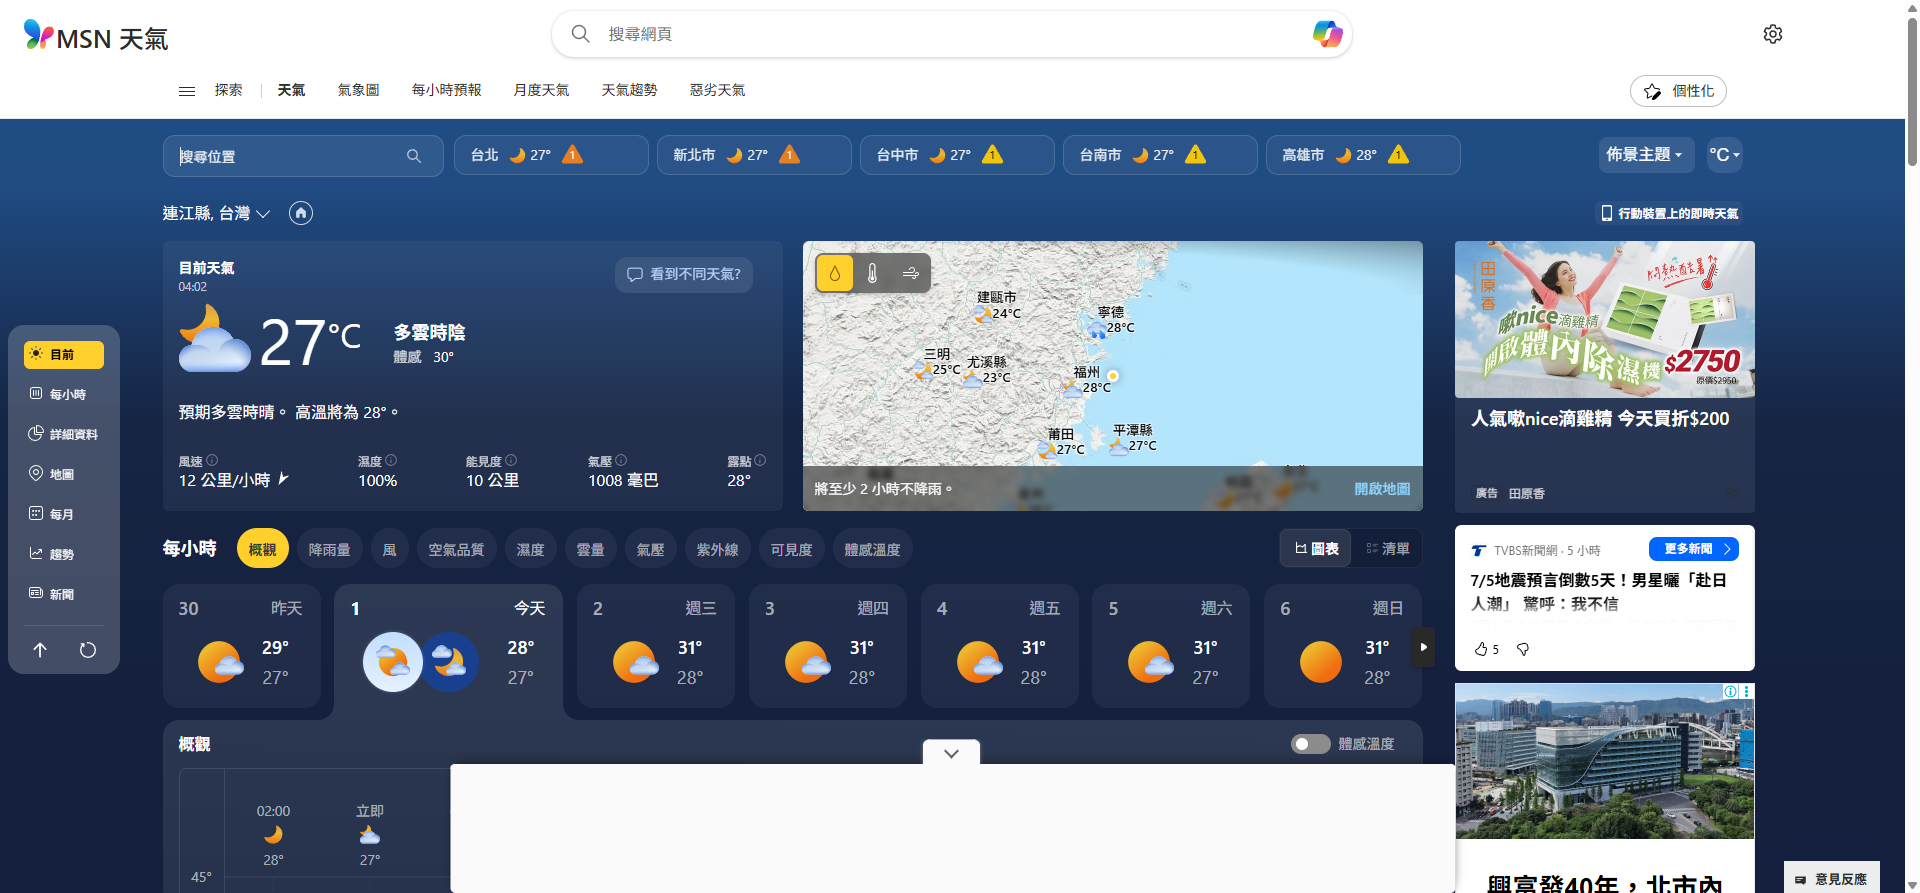 MSN 天氣
搜尋網頁
探索
天氣
氣象圖
每小時預報
月度天氣
天氣趨勢
惡劣天氣
個性化
搜尋位置
台北 27° 1
新北市 27° 1
台中市 27° 1
台南市 27° 1
高雄市 28° 1
佈景主題
°C
連江縣, 台灣
行動裝置上的即時天氣
目前天氣
04:02
看到不同天氣?
27°C
多雲時陰
體感 30°
預期多雲時晴。 高溫將為 28°。
風速
12 公里/小時
濕度
100%
能見度
10 公里
氣壓
1008 毫巴
露點
28°
建甌市
24°C
寧德
28°C
三明
25°C
尤溪縣
23°C
福州
28°C
莆田
27°C
平潭縣
27°C
將至少 2 小時不降雨。
開啟地圖
田原香
悶熱酷暑
嗽nice滴雞精
開啟體內除濕機
$2750
原價$2950
人氣嗽nice滴雞精 今天買折$200
廣告 田原香
目前
每小時
詳細資料
地圖
每月
趨勢
新聞
每小時
概觀
降雨量
風
空氣品質
濕度
雲量
氣壓
紫外線
可見度
體感溫度
圖表
清單
30 昨天
29°
27°
1 今天
28°
27°
2 週三
31°
28°
3 週四
31°
28°
4 週五
31°
28°
5 週六
31°
27°
6 週日
31°
28°
TVBS新聞網 · 5 小時
更多新聞
7/5地震預言倒數5天！男星曬「赴日
人潮」 驚呼：我不信
5
概觀
體感溫度
02:00
28°
立即
27°
45°
興富發40年，北市內
意見反應